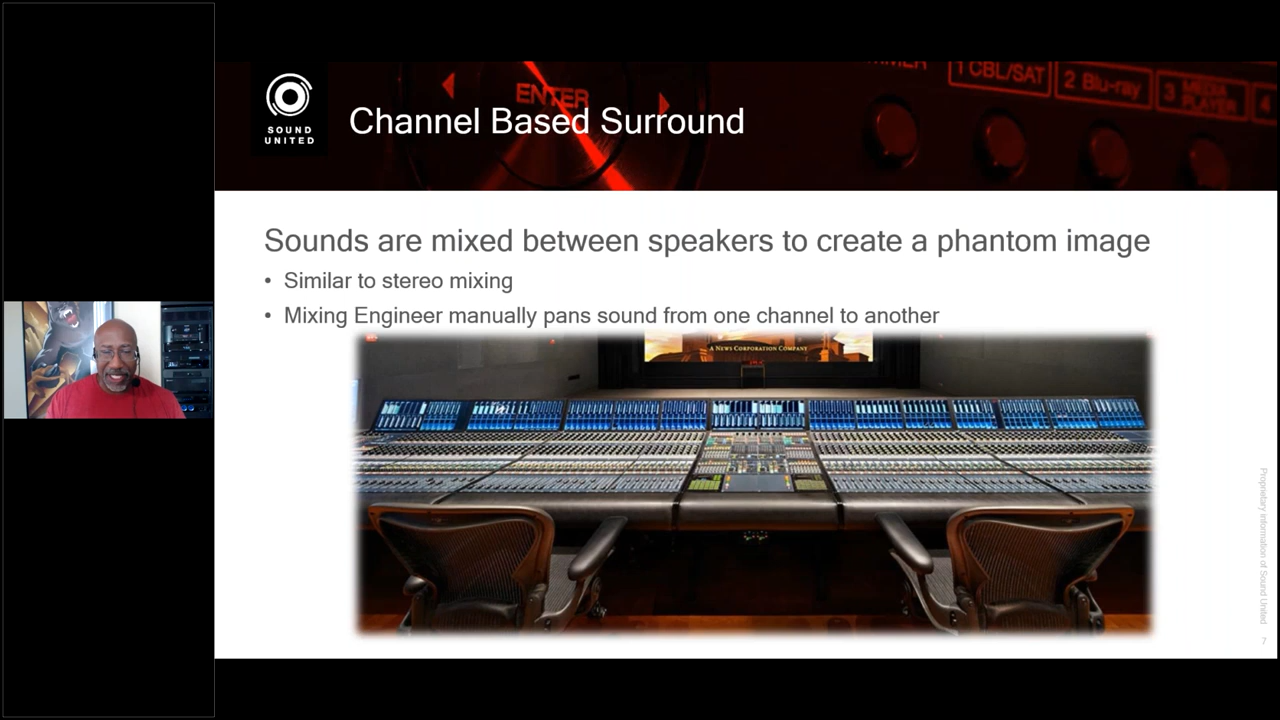 SOUND
UNITED
ENTER
1 CBL/SAT
2 Blu-ray
3 MEDIA
PLAYER
4
Channel Based Surround
Sounds are mixed between speakers to create a phantom image
• Similar to stereo mixing
• Mixing Engineer manually pans sound from one channel to another
A NEWS CORPORATION COMPANY
Proprietary information of Sound United
7